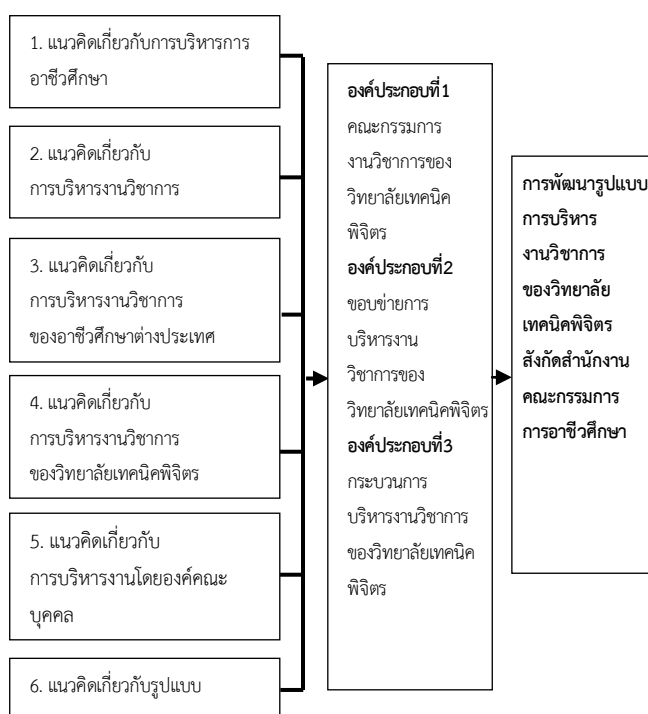 1. แนวคิดเกี่ยวกับการบริหารการ
อาชีวศึกษา
2. แนวคิดเกี่ยวกับ
การบริหารงานวิชาการ
3. แนวคิดเกี่ยวกับ
การบริหารงานวิชาการ
ของอาชีวศึกษาต่างประเทศ
4. แนวคิดเกี่ยวกับ
การบริหารงานวิชาการ
ของวิทยาลัยเทคนิคพิจิตร
5. แนวคิดเกี่ยวกับ
การบริหารงานโดยองค์คณะ
บุคคล
6. แนวคิดเกี่ยวกับรูปแบบ
องค์ประกอบที่1
คณะกรรมการ
งานวิชาการของ
วิทยาลัยเทคนิค
พิจิตร
องค์ประกอบที่2
ขอบข่ายการ
บริหารงาน
วิชาการของ
วิทยาลัยเทคนิคพิจิตร
องค์ประกอบที่3
กระบวนการ
บริหารงานวิชาการ
ของวิทยาลัยเทคนิค
พิจิตร
การพัฒนารูปแบบ
การบริหาร
งานวิชาการ
ของวิทยาลัย
เทคนิคพิจิตร
สังกัดสำนักงาน
คณะกรรมการ
การอาชีวศึกษา